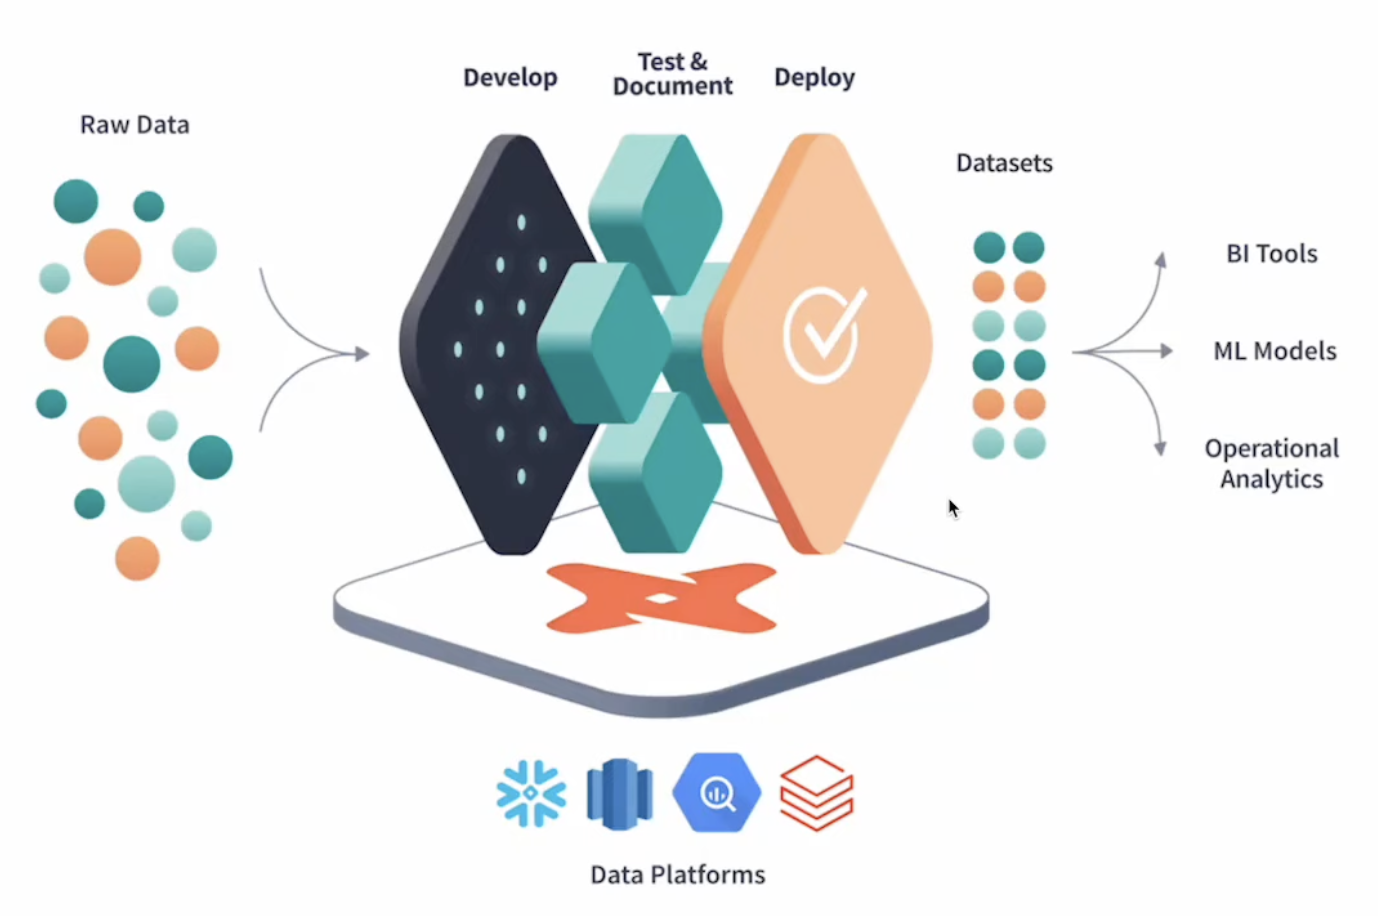 Raw Data
Develop
Test &
Document
Deploy
Datasets
BI Tools
ML Models
Operational
Analytics
Data Platforms